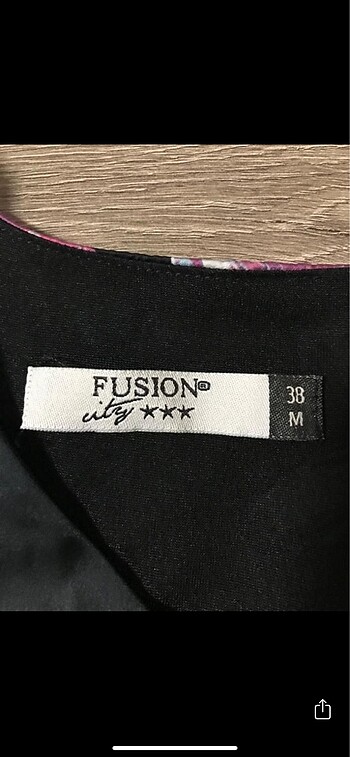 FUSION
city ★★★
38
M